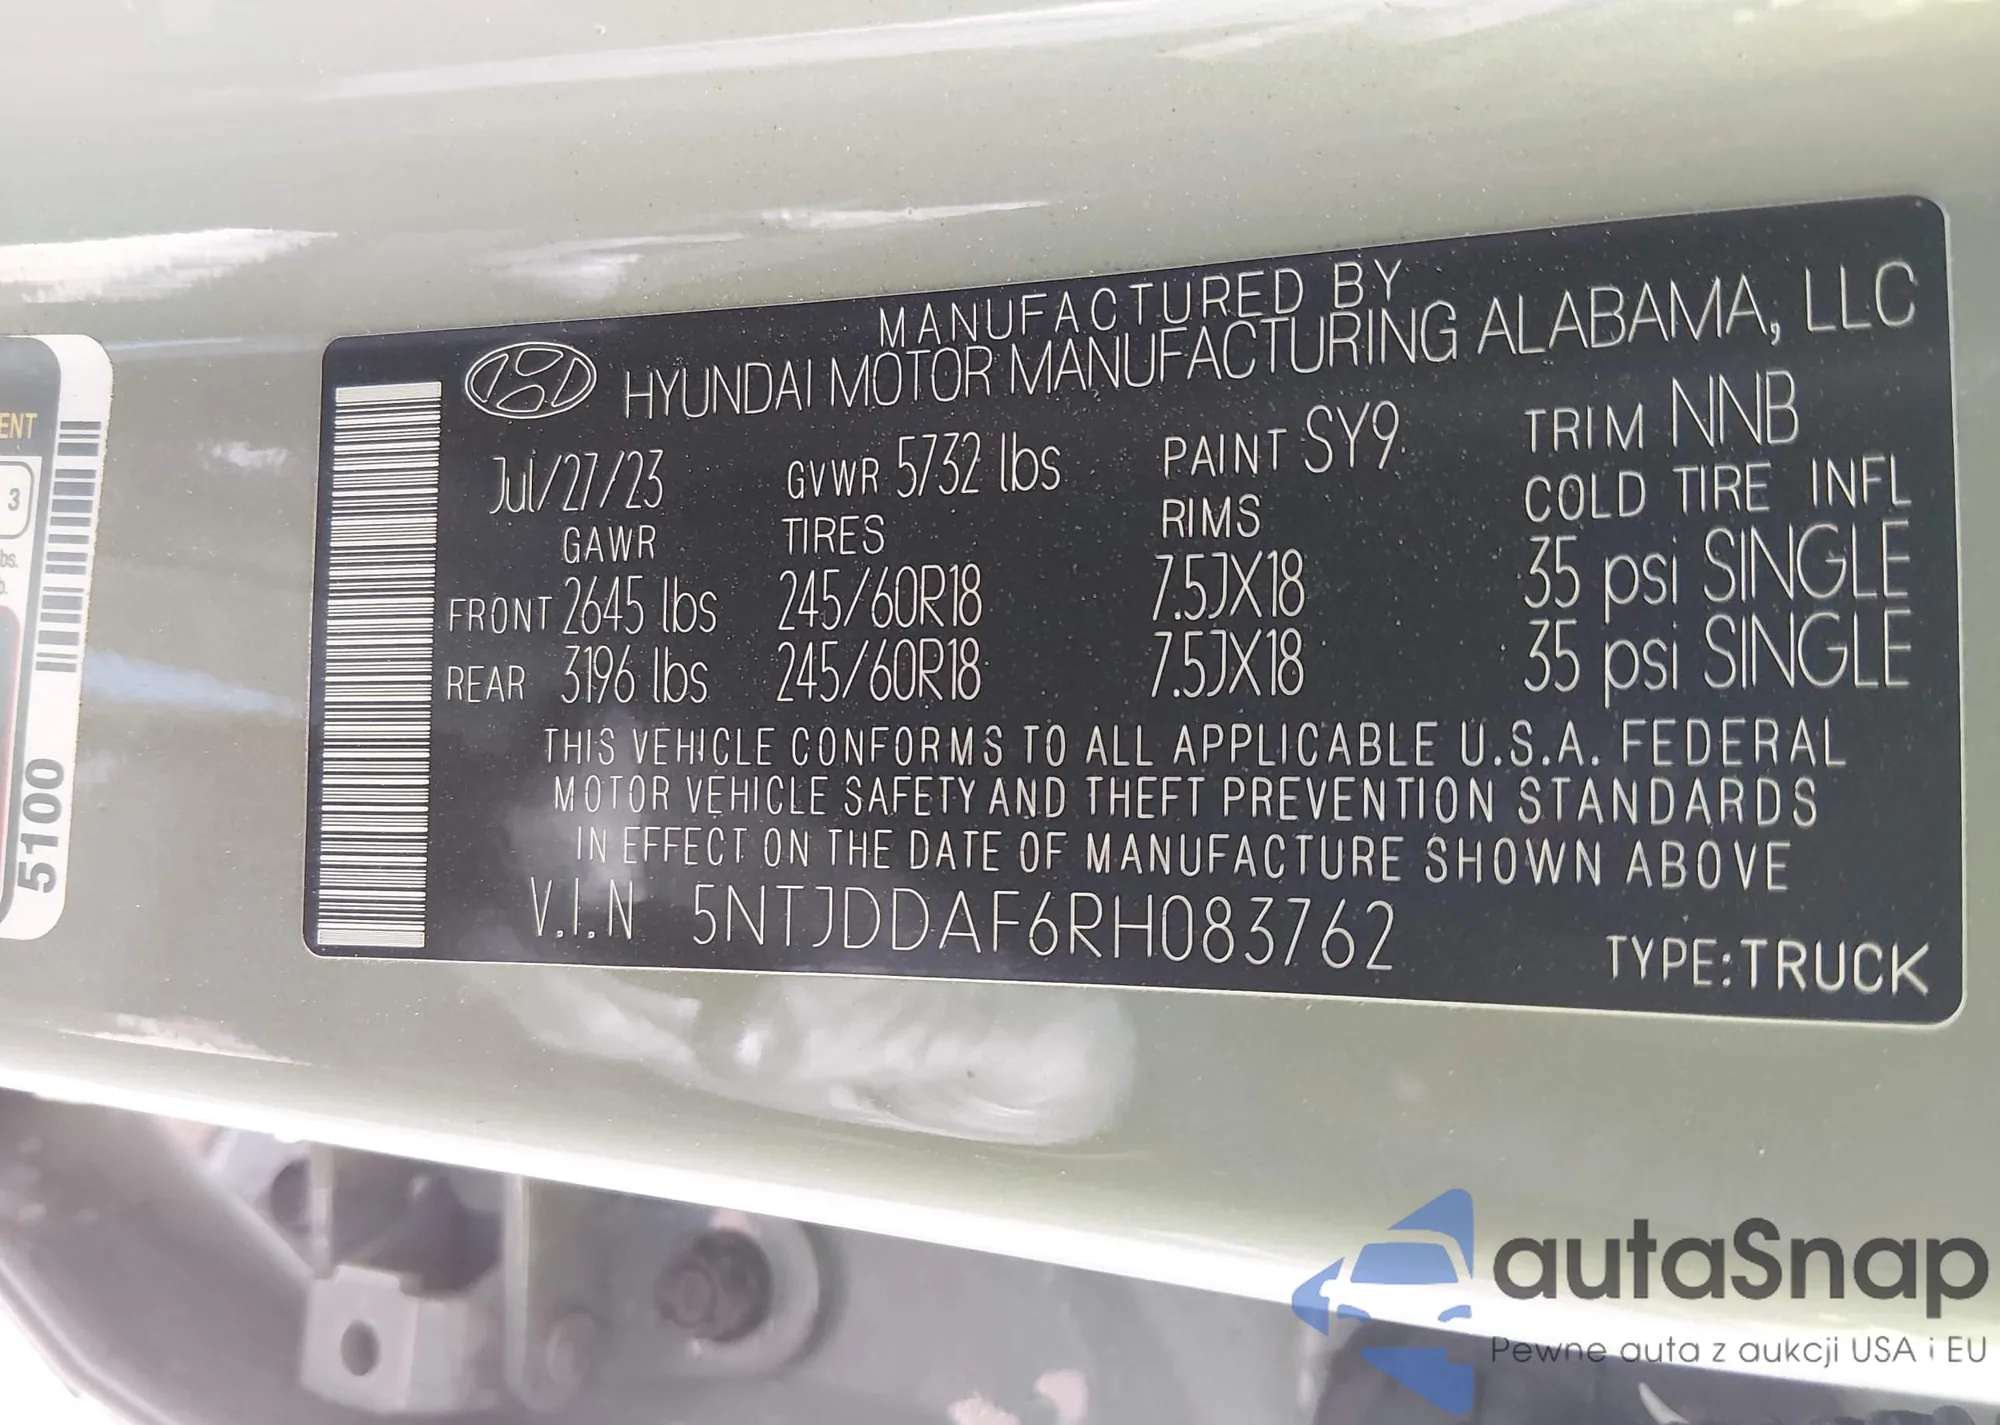 ENT
3
lbs.
5100
MANUFACTURED BY
HYUNDAI MOTOR MANUFACTURING ALABAMA, LLC
Jul/27/23 GVWR 5732 lbs PAINT SY9 TRIM NNB
GAWR TIRES RIMS COLD TIRE INFL
FRONT 2645 lbs 245/60R18 7.5JX18 35 psi SINGLE
REAR 3196 lbs 245/60R18 7.5JX18 35 psi SINGLE
THIS VEHICLE CONFORMS TO ALL APPLICABLE U.S.A. FEDERAL
MOTOR VEHICLE SAFETY AND THEFT PREVENTION STANDARDS
IN EFFECT ON THE DATE OF MANUFACTURE SHOWN ABOVE
V.I.N 5NTJDDAF6RH083762
TYPE:TRUCK
autaSnap
Pewne auta z aukcji USA i EU